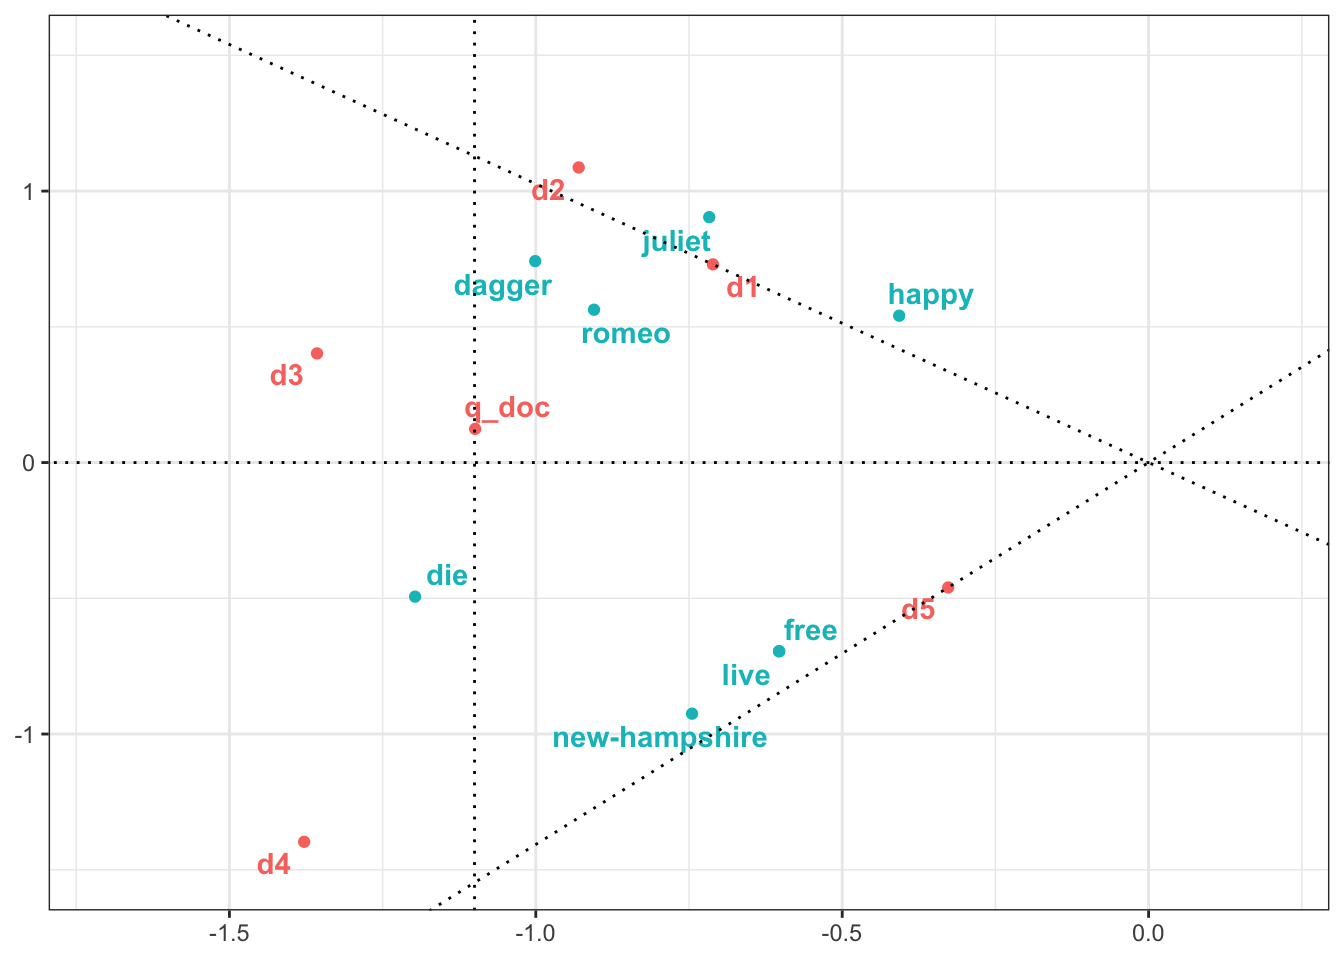 1
d2
juliet
dagger
d1
happy
romeo
d3
q_doc
0
die
d5
free
live
new-hampshire
-1
d4
-1.5 -1.0 -0.5 0.0